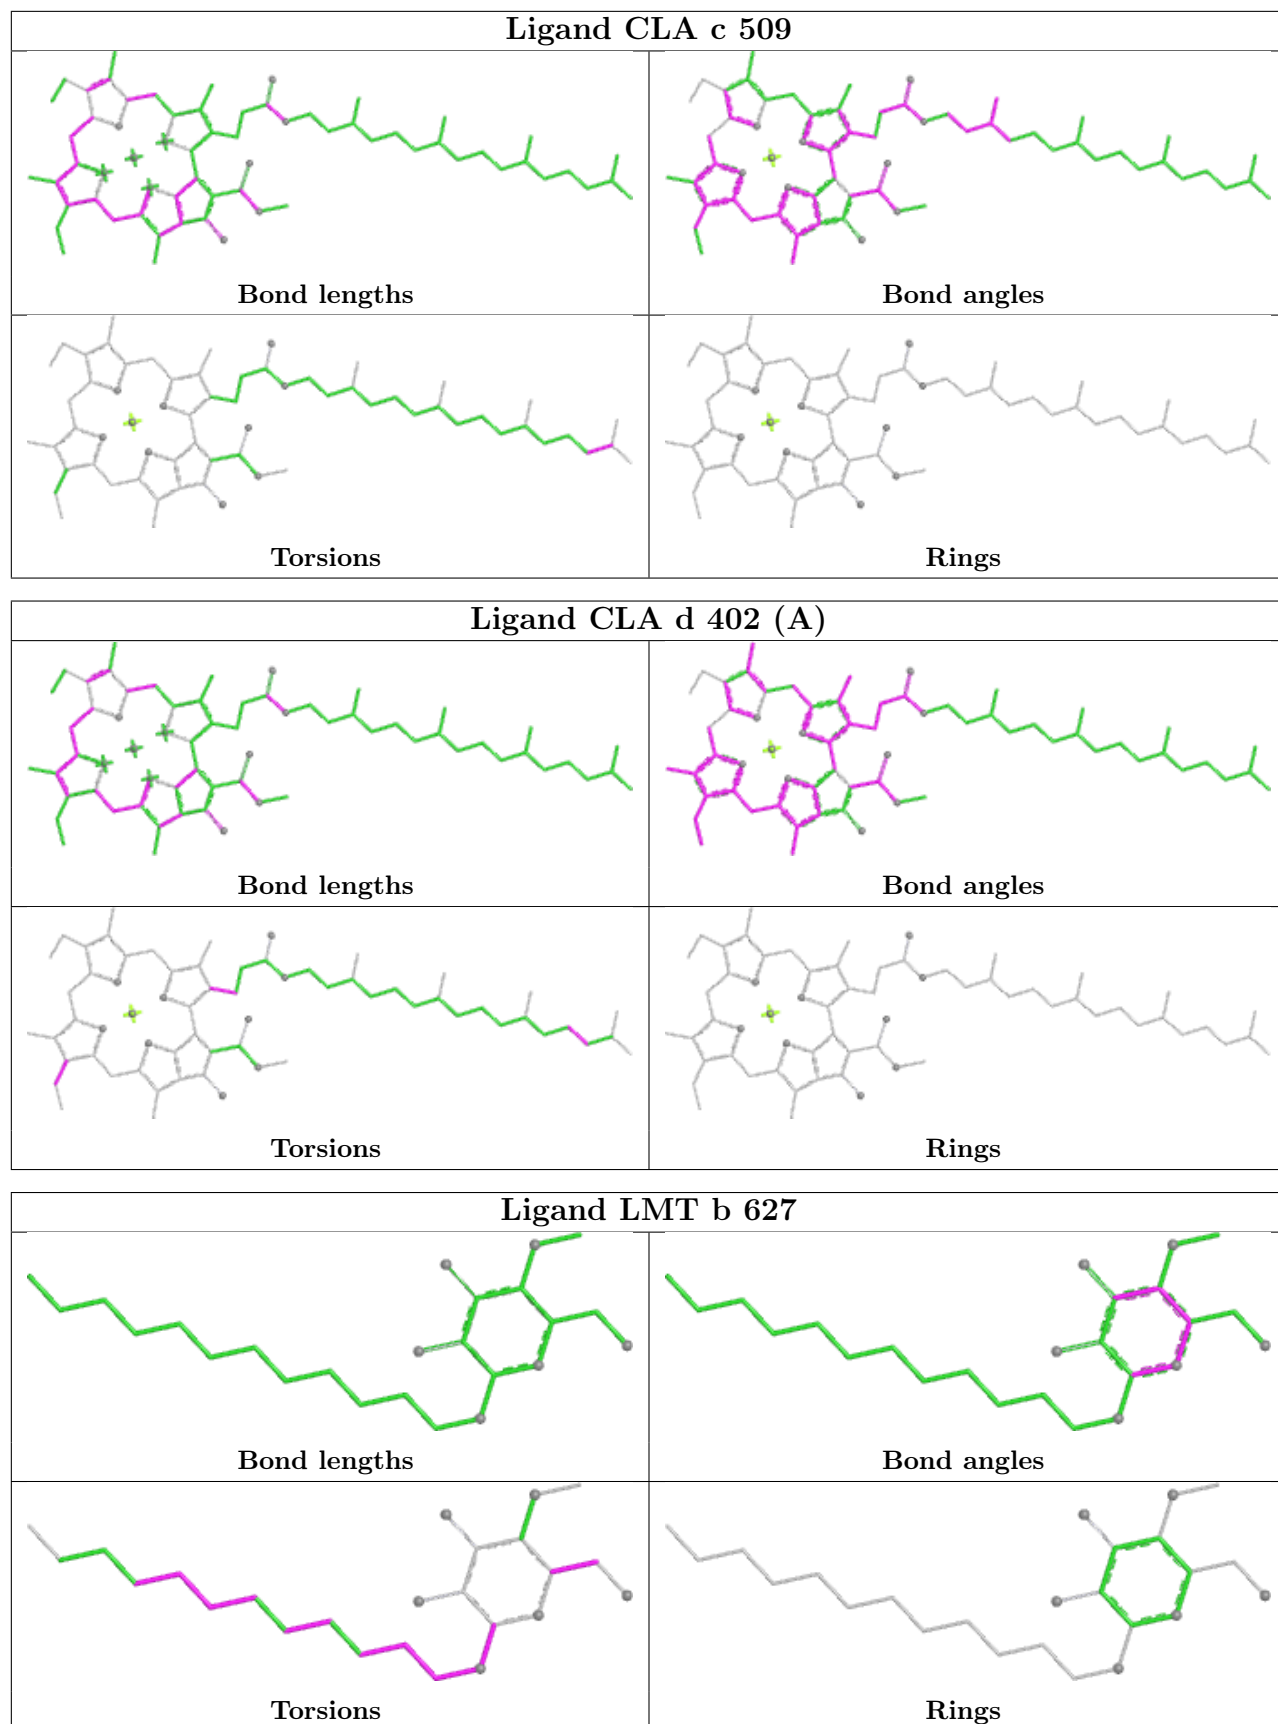 Ligand CLA c 509
Bond lengths
Bond angles
Torsions
Rings
Ligand CLA d 402 (A)
Bond lengths
Bond angles
Torsions
Rings
Ligand LMT b 627
Bond lengths
Bond angles
Torsions
Rings